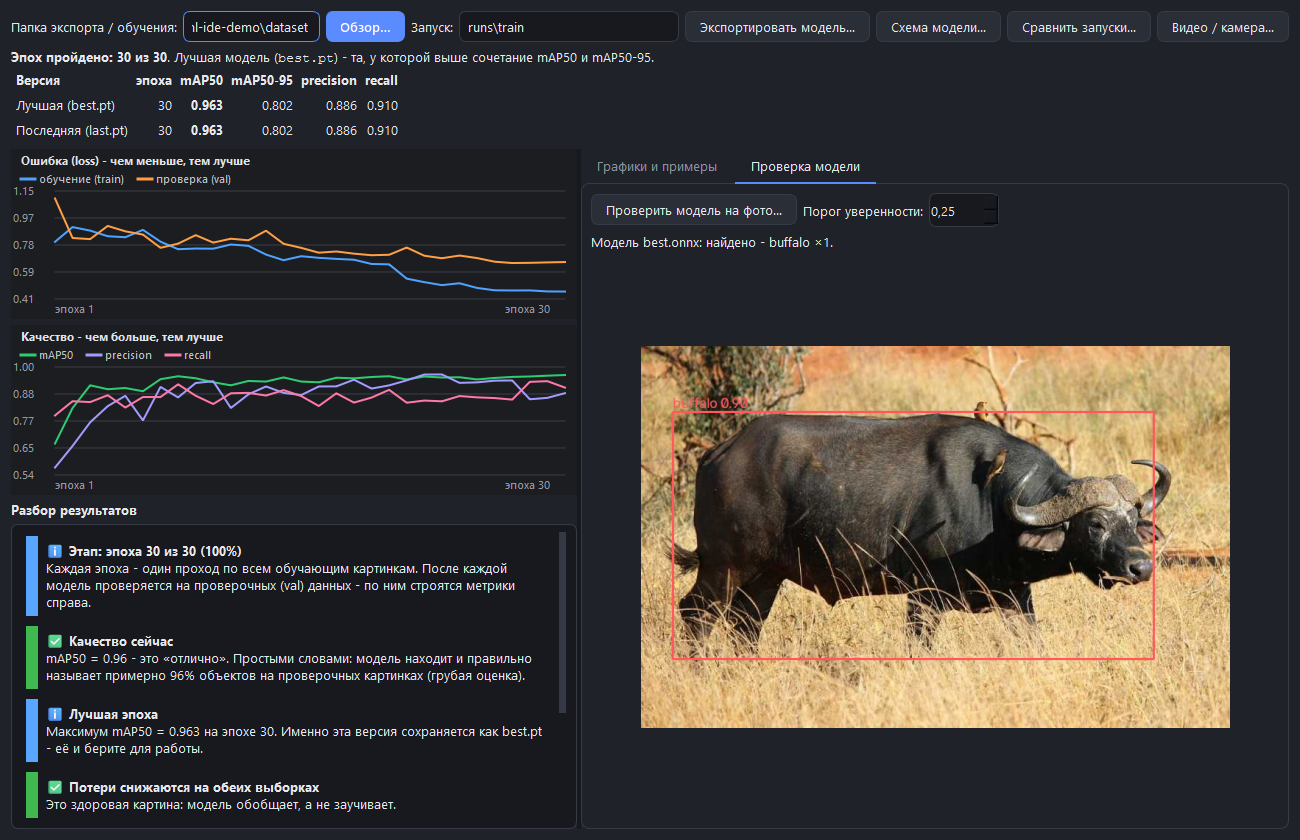 Папка экспорта / обучения: ıl-ide-demo\dataset Обзор... Запуск: runs\train Экспортировать модель... Схема модели... Сравнить запуски... Видео / камера...
Эпох пройдено: 30 из 30. Лучшая модель (best.pt) - та, у которой выше сочетание mAP50 и mAP50-95.
Версия эпоха mAP50 mAP50-95 precision recall
Лучшая (best.pt) 30 0.963 0.802 0.886 0.910
Последняя (last.pt) 30 0.963 0.802 0.886 0.910
Ошибка (loss) - чем меньше, тем лучше
обучение (train) проверка (val)
1.15
0.97
0.78
0.59
0.41
эпоха 1 эпоха 30
Качество - чем больше, тем лучше
mAP50 precision recall
1.00
0.88
0.77
0.65
0.54
эпоха 1 эпоха 30
Разбор результатов
Этап: эпоха 30 из 30 (100%)
Каждая эпоха - один проход по всем обучающим картинкам. После каждой
модель проверяется на проверочных (val) данных - по ним строятся метрики
справа.
Качество сейчас
mAP50 = 0.96 - это «отлично». Простыми словами: модель находит и правильно
называет примерно 96% объектов на проверочных картинках (грубая оценка).
Лучшая эпоха
Максимум mAP50 = 0.963 на эпохе 30. Именно эта версия сохраняется как best.pt
- её и берите для работы.
Потери снижаются на обеих выборках
Это здоровая картина: модель обобщает, а не заучивает.
Графики и примеры Проверка модели
Проверить модель на фото... Порог уверенности: 0,25
Модель best.onnx: найдено - buffalo ×1.
buffalo